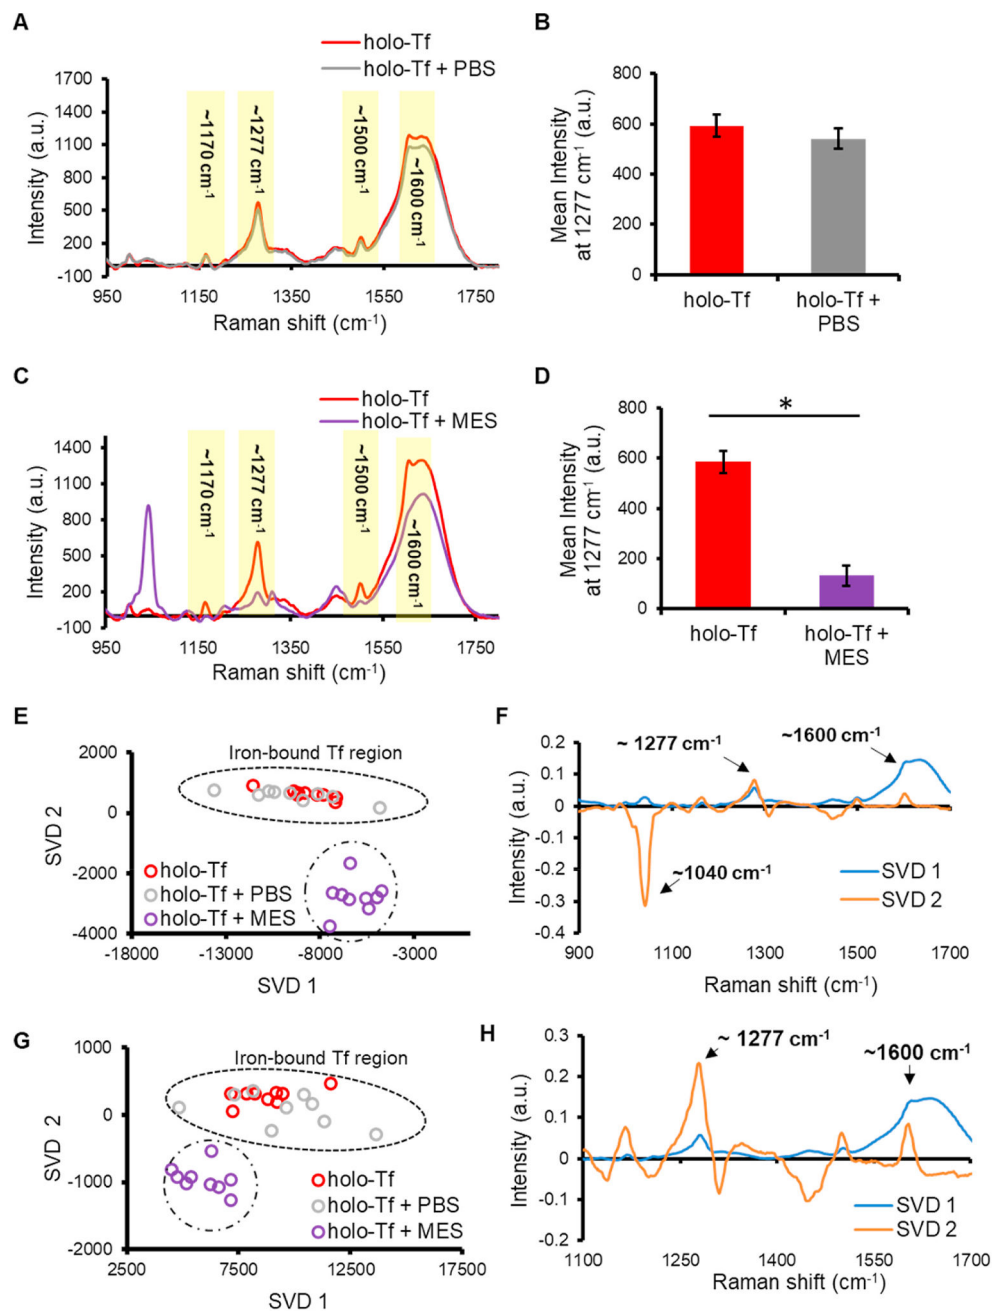 A
holo-Tf
holo-Tf + PBS
Intensity (a.u.)
1700
1400
1100
800
500
200
-100
~1170 cm-1
~1277 cm-1
~1500 cm-1
~1600 cm-1
950 1150 1350 1550 1750
Raman shift (cm-1)
B
Mean Intensity
at 1277 cm-1 (a.u.)
800
600
400
200
0
holo-Tf
holo-Tf +
PBS
C
holo-Tf
holo-Tf + MES
Intensity (a.u.)
1400
1100
800
500
200
-100
~1170 cm-1
~1277 cm-1
~1500 cm-1
~1600 cm-1
950 1150 1350 1550 1750
Raman shift (cm-1)
D
Mean Intensity
at 1277 cm-1 (a.u.)
800
600
400
200
0
*
holo-Tf
holo-Tf +
MES
E
SVD 2
2000
0
-2000
-4000
Iron-bound Tf region
holo-Tf
holo-Tf + PBS
holo-Tf + MES
-18000 -13000 -8000 -3000
SVD 1
F
Intensity (a.u.)
0.2
0.1
0
-0.1
-0.2
-0.3
-0.4
~ 1277 cm-1
~1600 cm-1
~1040 cm-1
SVD 1
SVD 2
900 1100 1300 1500 1700
Raman shift (cm-1)
G
SVD 2
1000
0
-1000
-2000
Iron-bound Tf region
holo-Tf
holo-Tf + PBS
holo-Tf + MES
2500 7500 12500 17500
SVD 1
H
Intensity (a.u.)
0.3
0.2
0.1
0
-0.1
-0.2
~ 1277 cm-1
~1600 cm-1
SVD 1
SVD 2
1100 1250 1400 1550 1700
Raman shift (cm-1)